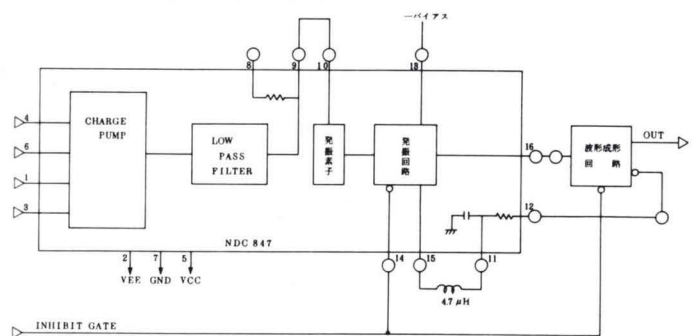 一バイアス
8
9
10
13
4
CHARGE
PUMP
6
1
3
LOW
PASS
FILTER
発振素子
発振回路
16
波形成形
回路
OUT
12
NDC 847
2
7
5
14
15
11
VEE
GND
VCC
4.7 μH
INHIBIT GATE